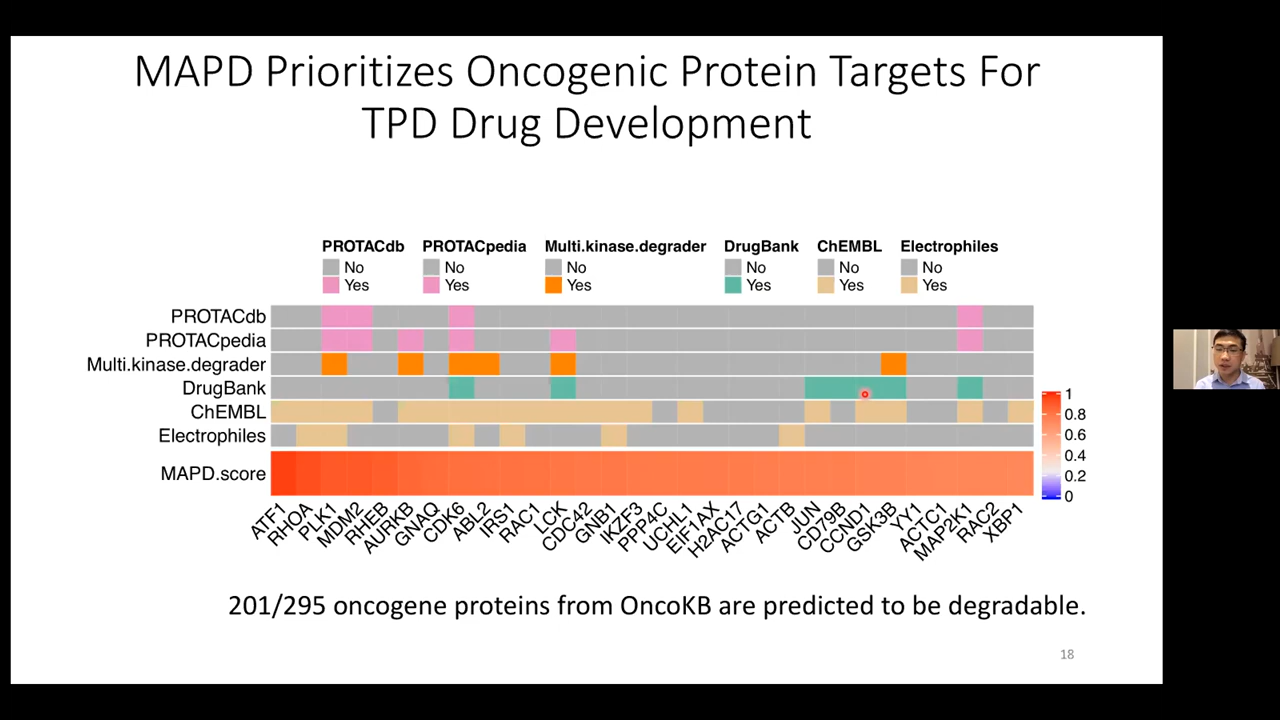 MAPD Prioritizes Oncogenic Protein Targets For
TPD Drug Development
PROTACdb PROTACpedia Multi.kinase.degrader DrugBank ChEMBL Electrophiles
No No No No No No
Yes Yes Yes Yes Yes Yes
PROTACdb
PROTACpedia
Multi.kinase.degrader
DrugBank
ChEMBL
Electrophiles
MAPD.score
1
0.8
0.6
0.4
0.2
0
ATF1 RHOA PLK1 MDM2 RHEB AURKB GNAQ CDK6 ABL2 IRS1 RAC1 LCK CDC42 GNB1 IKZF3 PPP4C UCHL1 EIF1AX H2AC17 ACTG1 ACTB JUN CD79B CCND1 GSK3B YY1 ACTC1 MAP2K1 RAC2 XBP1
201/295 oncogene proteins from OncoKB are predicted to be degradable.
18